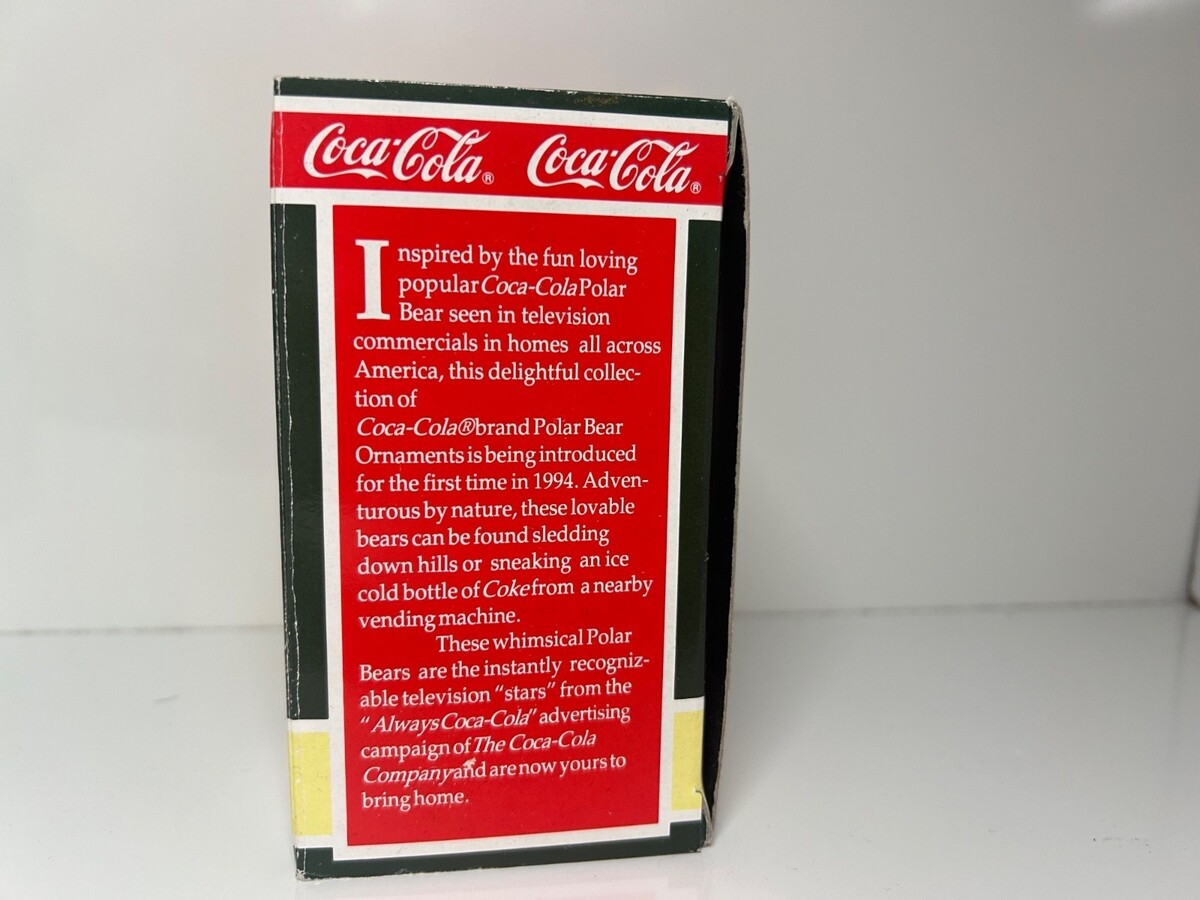 Coca-Cola® Coca-Cola®
Inspired by the fun loving
popular Coca-Cola Polar
Bear seen in television
commercials in homes all across
America, this delightful collec-
tion of
Coca-Cola® brand Polar Bear
Ornaments is being introduced
for the first time in 1994. Adven-
turous by nature, these lovable
bears can be found sledding
down hills or sneaking an ice
cold bottle of Coke from a nearby
vending machine.
These whimsical Polar
Bears are the instantly recogniz-
able television "stars" from the
"Always Coca-Cola" advertising
campaign of The Coca-Cola
Company and are now yours to
bring home.